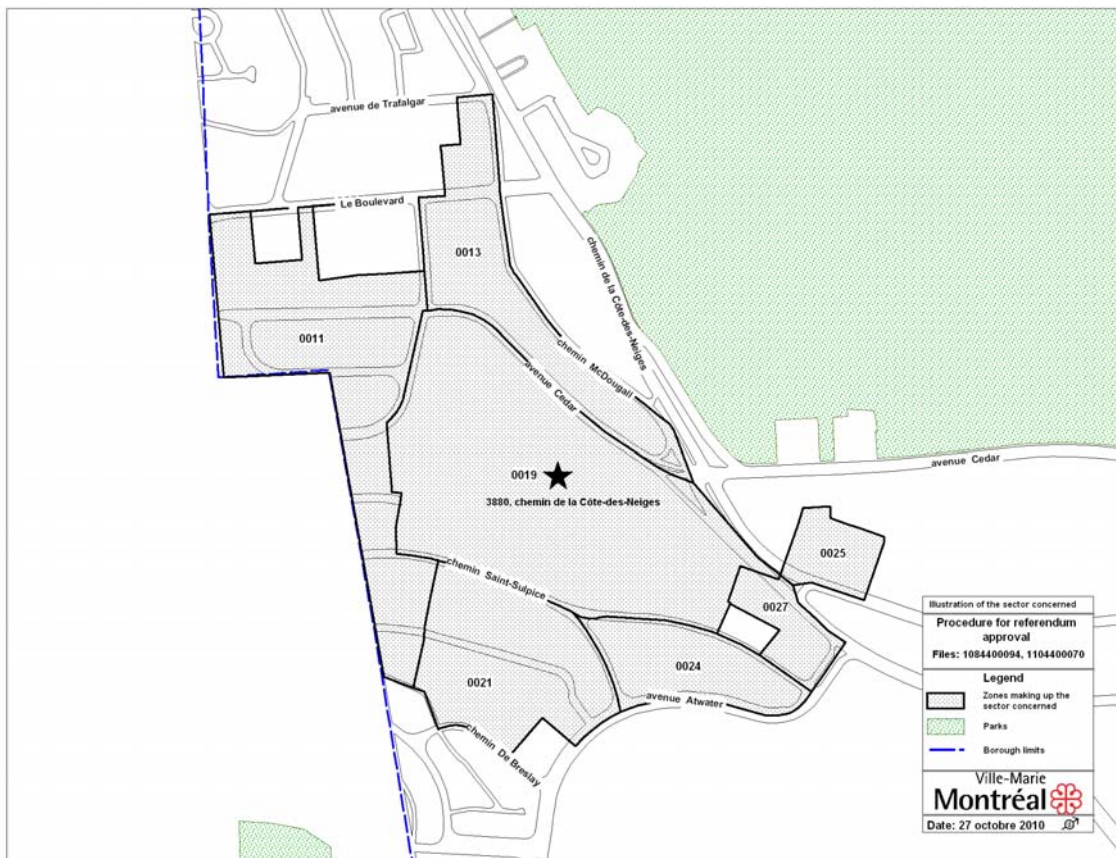 avenue de Trafalgar
Le Boulevard
0013
chemin de la Côte-des-Neiges
0011
chemin McDougall
avenue Cedar
avenue Cedar
0019
3880, chemin de la Côte-des-Neiges
0025
chemin Saint-Sulpice
0027
0024
0021
avenue Atwater
chemin De Breslay
Illustration of the sector concerned
Procedure for referendum
approval
Files: 1084400094, 1104400070
Legend
Zones making up the
sector concerned
Parks
Borough limits
Ville-Marie
Montréal
Date: 27 octobre 2010